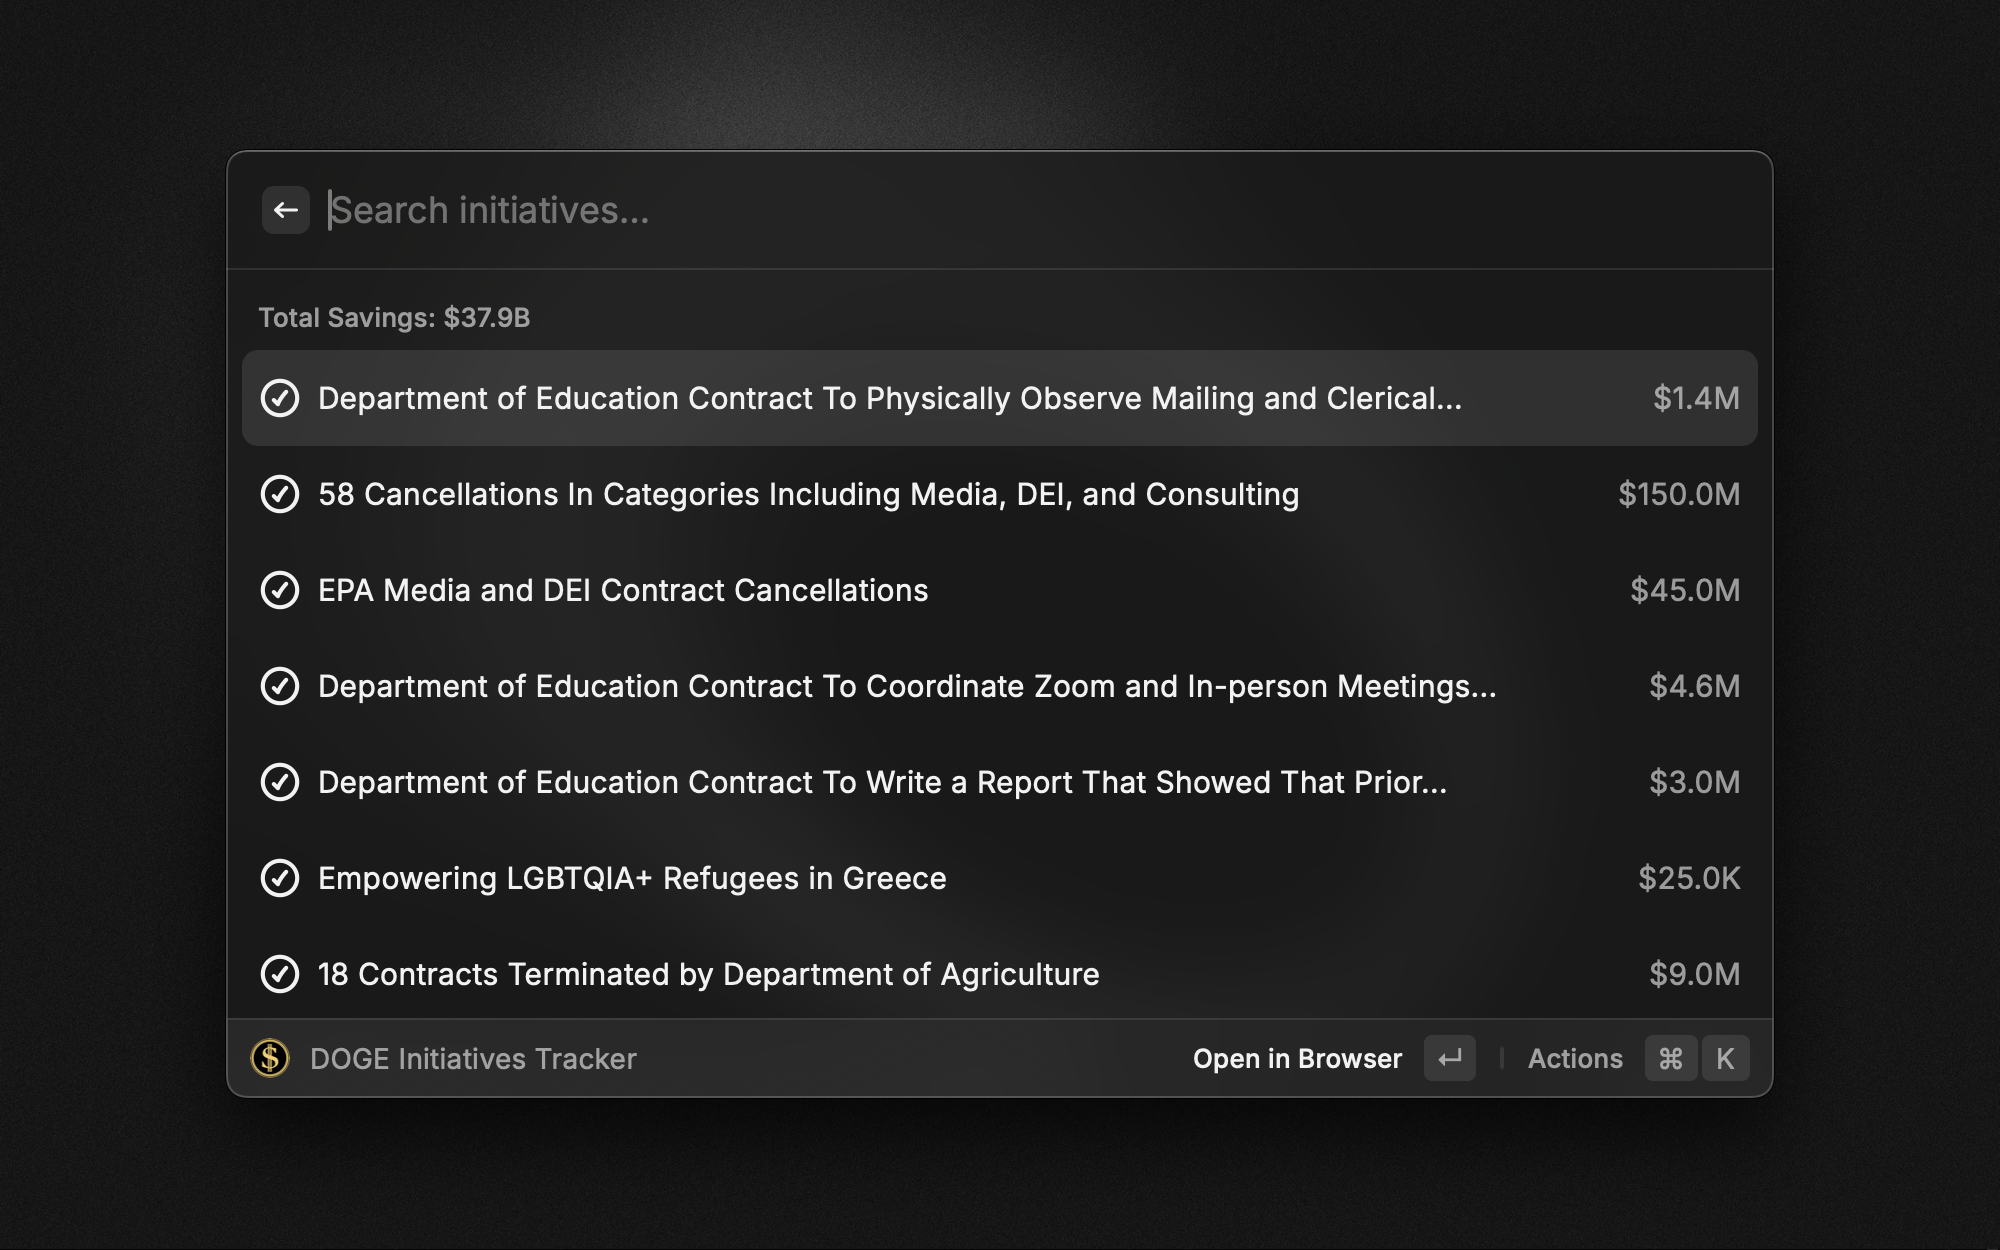 Search initiatives...
Total Savings: $37.9B
Department of Education Contract To Physically Observe Mailing and Clerical... $1.4M
58 Cancellations In Categories Including Media, DEI, and Consulting $150.0M
EPA Media and DEI Contract Cancellations $45.0M
Department of Education Contract To Coordinate Zoom and In-person Meetings... $4.6M
Department of Education Contract To Write a Report That Showed That Prior... $3.0M
Empowering LGBTQIA+ Refugees in Greece $25.0K
18 Contracts Terminated by Department of Agriculture $9.0M
$ DOGE Initiatives Tracker Open in Browser ↵ Actions ⌘ K